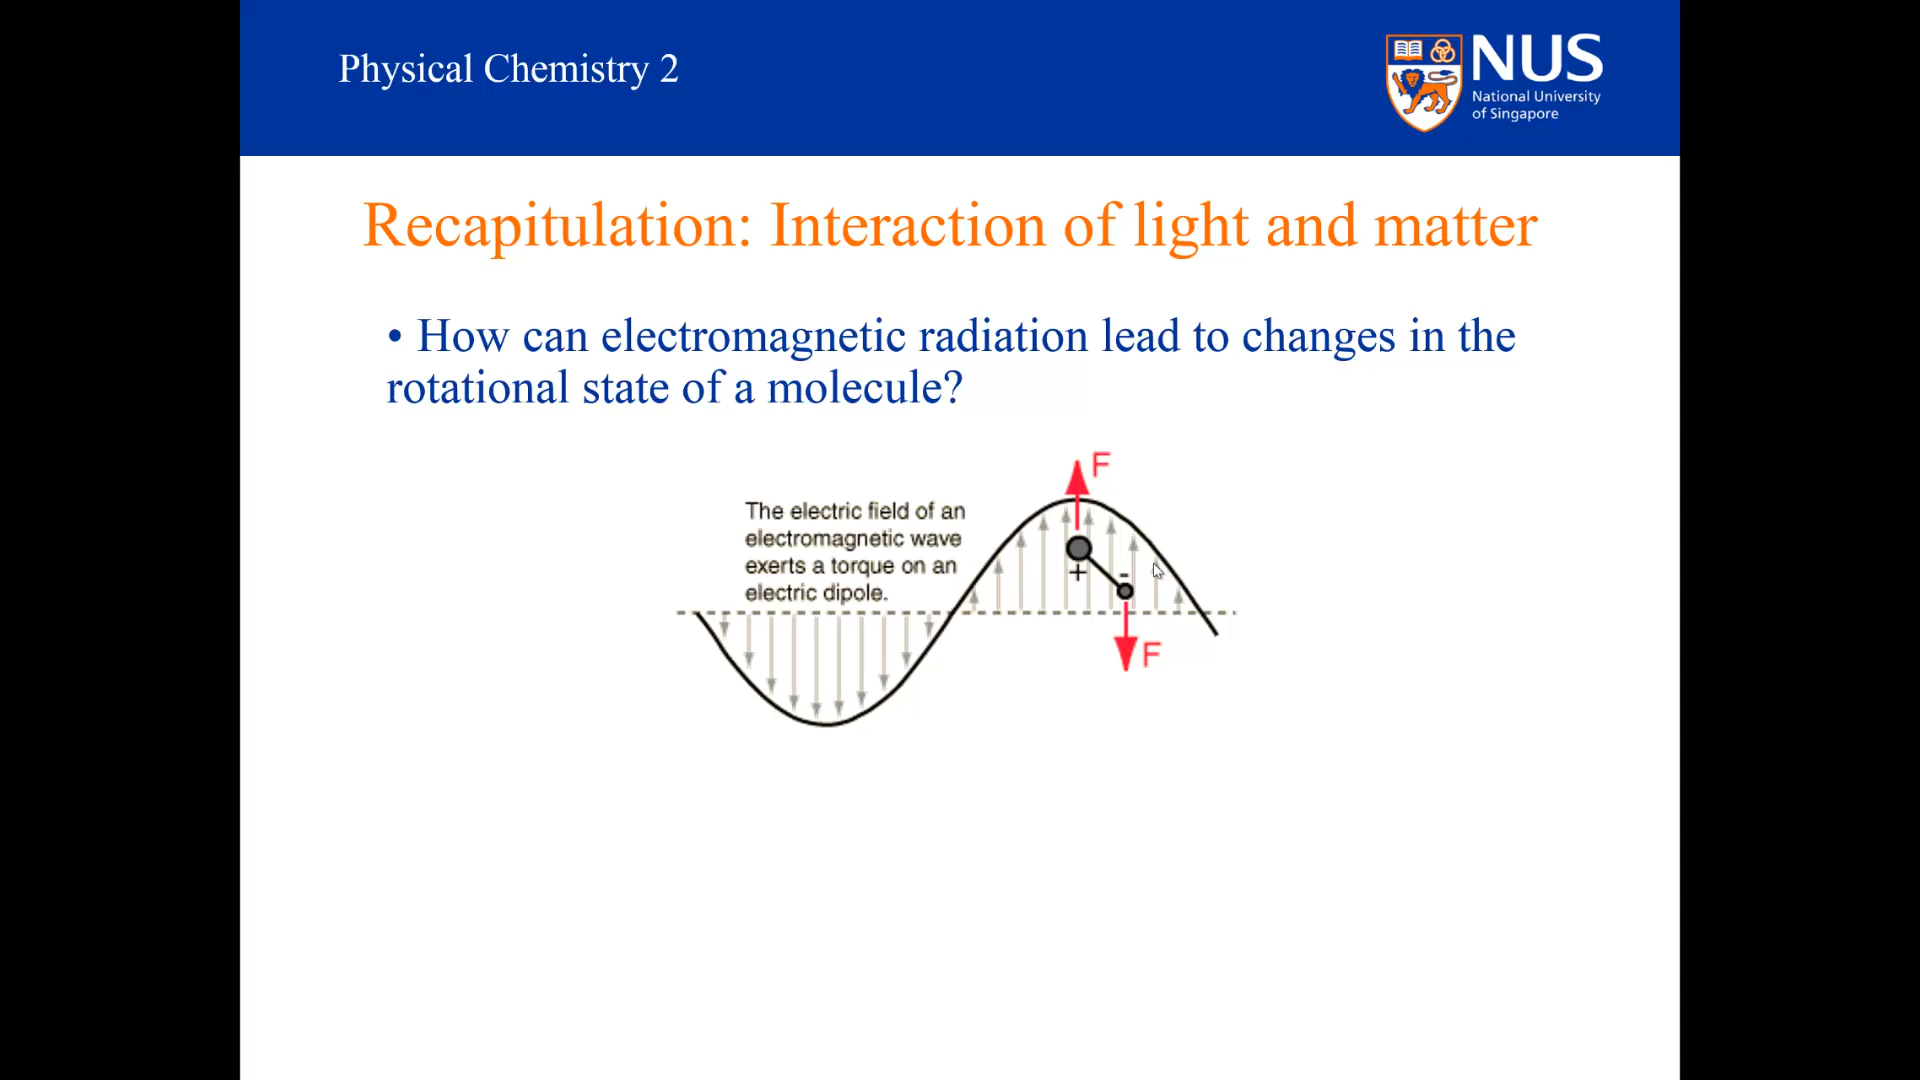 Physical Chemistry 2
NUS
National University
of Singapore
Recapitulation: Interaction of light and matter
• How can electromagnetic radiation lead to changes in the
rotational state of a molecule?
F
The electric field of an
electromagnetic wave
exerts a torque on an
electric dipole.
+
-
F